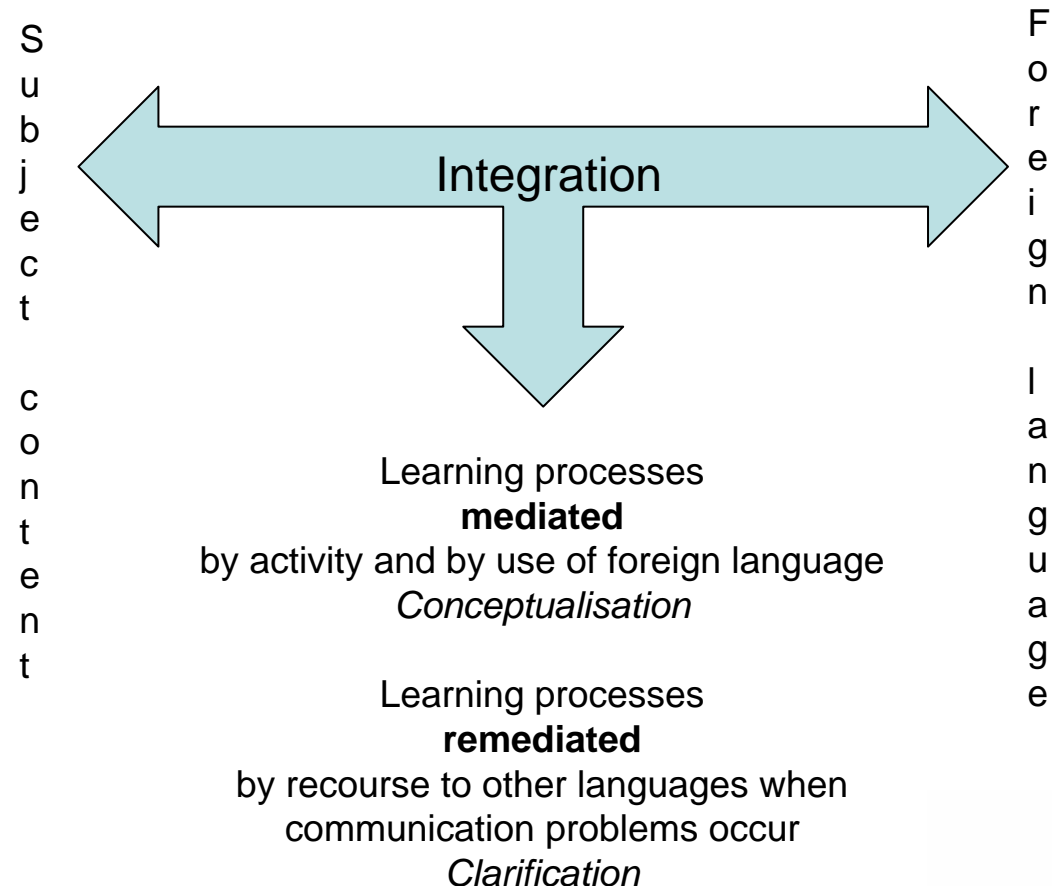 Subject content
Integration
Foreign language
Learning processes
mediated
by activity and by use of foreign language
Conceptualisation
Learning processes
remediated
by recourse to other languages when
communication problems occur
Clarification